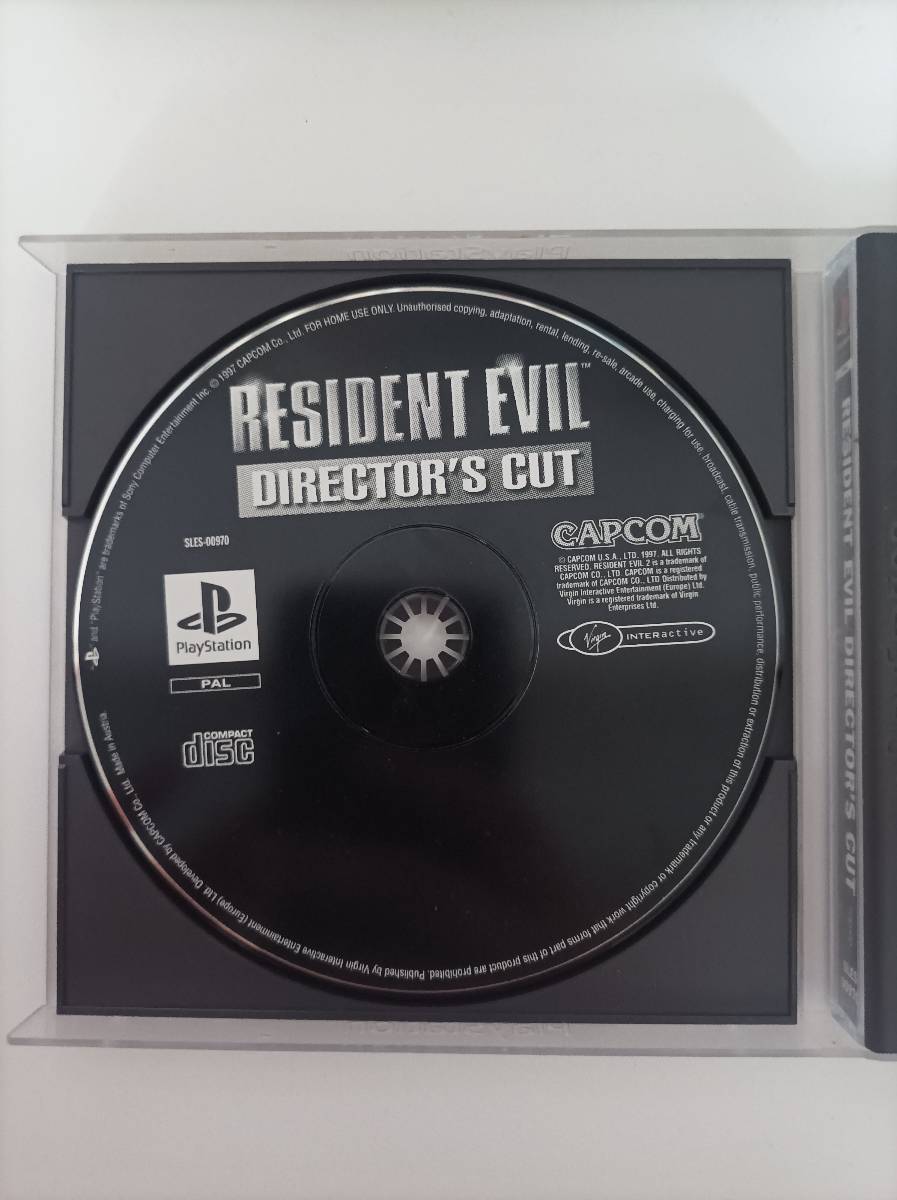 © 1997 CAPCOM Co., Ltd. FOR HOME USE ONLY. Unauthorised copying, adaptation, rental, lending, re-sale, arcade use, charging for use, broadcast, cable transmission, public performance, distribution or extraction of this product or any trademark or copyright work that forms part of this product are prohibited. Published by Virgin Interactive Entertainment (Europe) Ltd. Developed by CAPCOM Co., Ltd. Made in Austria.
and "PlayStation" are trademarks of Sony Computer Entertainment Inc.
RESIDENT EVIL™
DIRECTOR'S CUT
SLES-00970
PlayStation
PAL
COMPACT
disc
CAPCOM®
© CAPCOM U.S.A., LTD. 1997. ALL RIGHTS
RESERVED. RESIDENT EVIL 2 is a trademark of
CAPCOM CO., LTD. CAPCOM is a registered
trademark of CAPCOM CO., LTD Distributed by
Virgin Interactive Entertainment (Europe) Ltd.
Virgin is a registered trademark of Virgin
Enterprises Ltd.
Virgin INTERactive
PlayStation
PlayStation
RESIDENT EVIL DIRECTOR'S CUT
SLES